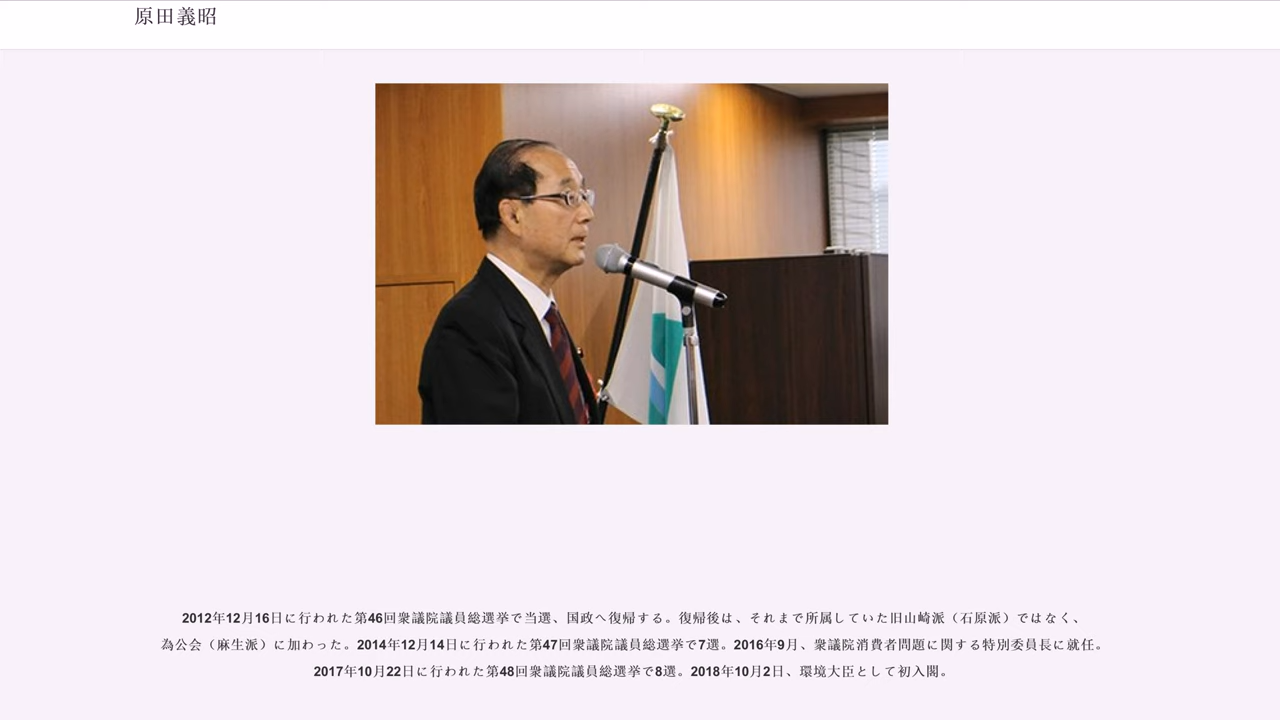 原田義昭
2012年12月16日に行われた第46回衆議院議員総選挙で当選、国政へ復帰する。復帰後は、それまで所属していた旧山崎派（石原派）ではなく、
為公会（麻生派）に加わった。2014年12月14日に行われた第47回衆議院議員総選挙で7選。2016年9月、衆議院消費者問題に関する特別委員長に就任。
2017年10月22日に行われた第48回衆議院議員総選挙で8選。2018年10月2日、環境大臣として初入閣。